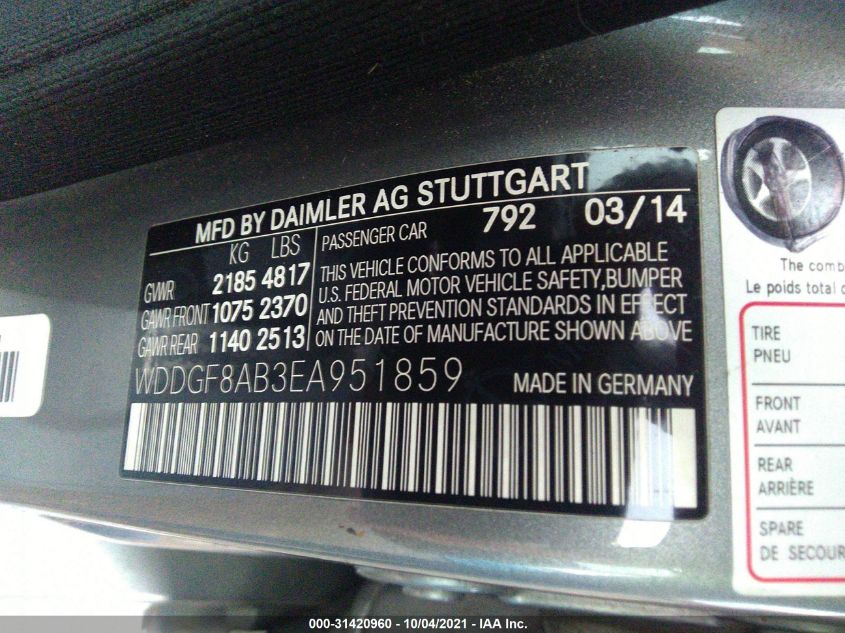 MFD BY DAIMLER AG STUTTGART
KG LBS
PASSENGER CAR 792 03/14
GVWR 2185 4817
GAWR FRONT 1075 2370
GAWR REAR 1140 2513
THIS VEHICLE CONFORMS TO ALL APPLICABLE
U.S. FEDERAL MOTOR VEHICLE SAFETY,BUMPER
AND THEFT PREVENTION STANDARDS IN EFFECT
ON THE DATE OF MANUFACTURE SHOWN ABOVE
WDDGF8AB3EA951859 MADE IN GERMANY
The comb
Le poids total
TIRE
PNEU
FRONT
AVANT
REAR
ARRIÈRE
SPARE
DE SECOUR
000-31420960 - 10/04/2021 - IAA Inc.